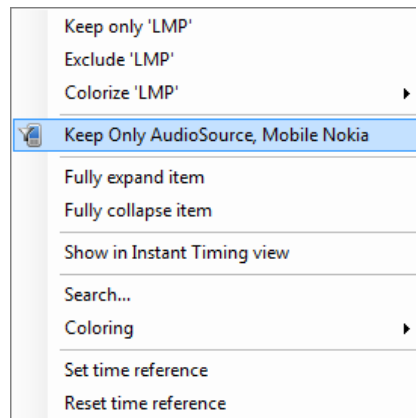 Keep only 'LMP'
Exclude 'LMP'
Colorize 'LMP'
Keep Only AudioSource, Mobile Nokia
Fully expand item
Fully collapse item
Show in Instant Timing view
Search...
Coloring
Set time reference
Reset time reference